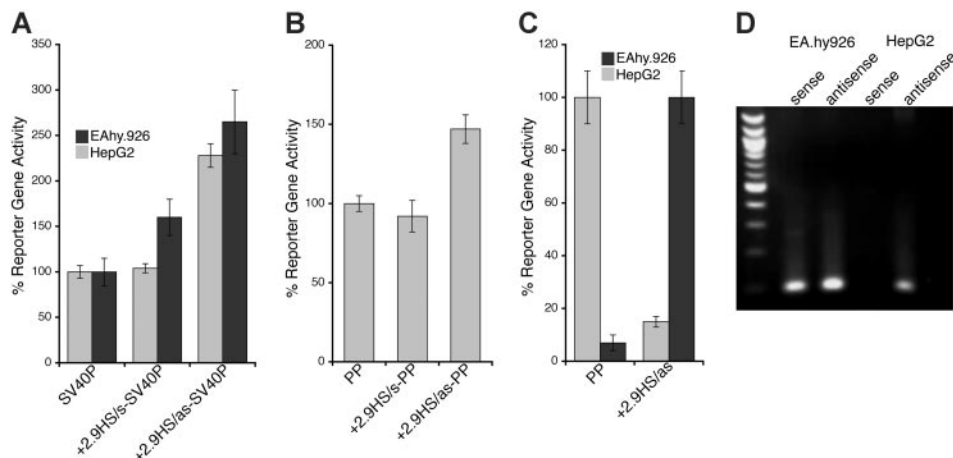 A
% Reporter Gene Activity
350
300
250
200
150
100
50
0
EAhy.926
HepG2
SV40P
+2.9HS/s-SV40P
+2.9HS/as-SV40P
B
% Reporter Gene Activity
200
150
100
50
0
PP
+2.9HS/s-PP
+2.9HS/as-PP
C
% Reporter Gene Activity
120
100
80
60
40
20
0
EAhy.926
HepG2
PP
+2.9HS/as
D
EA.hy926 HepG2
sense antisense sense antisense